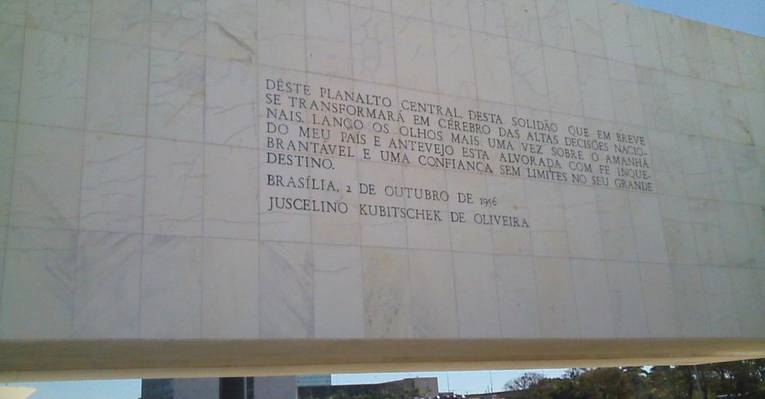 DÊSTE PLANALTO CENTRAL, DESTA SOLIDÃO QUE EM BREVE
SE TRANSFORMARÁ EM CÉREBRO DAS ALTAS DECISÕES NACIO-
NAIS, LANÇO OS OLHOS MAIS UMA VEZ SOBRE O AMANHÃ
DO MEU PAÍS E ANTEVEJO ESTA ALVORADA COM FÉ INQUE-
BRANTÁVEL E UMA CONFIANÇA SEM LIMITES NO SEU GRANDE
DESTINO.
BRASÍLIA, 2 DE OUTUBRO DE 1956
JUSCELINO KUBITSCHEK DE OLIVEIRA